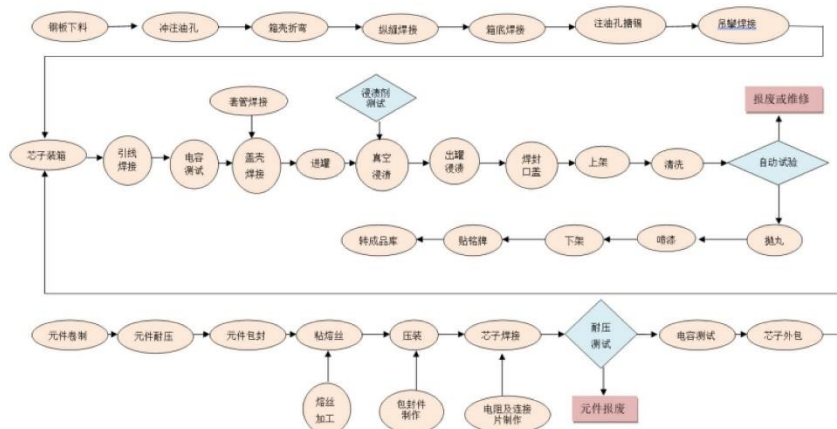 钢板下料
冲注油孔
箱壳折弯
纵缝焊接
箱底焊接
注油孔搪锡
吊攀焊接
套管焊接
浸渍剂
测试
报废或维修
芯子装箱
引线
焊接
电容
测试
盖壳
焊接
进罐
真空
浸渍
出罐
浸渍
焊封
口盖
上架
清洗
自动试验
转成品库
贴铭牌
下架
喷漆
抛丸
元件卷制
元件耐压
元件包封
粘熔丝
压装
芯子焊接
耐压
测试
电容测试
芯子外包
熔丝
加工
包封件
制作
电阻及连接
片制作
元件报废